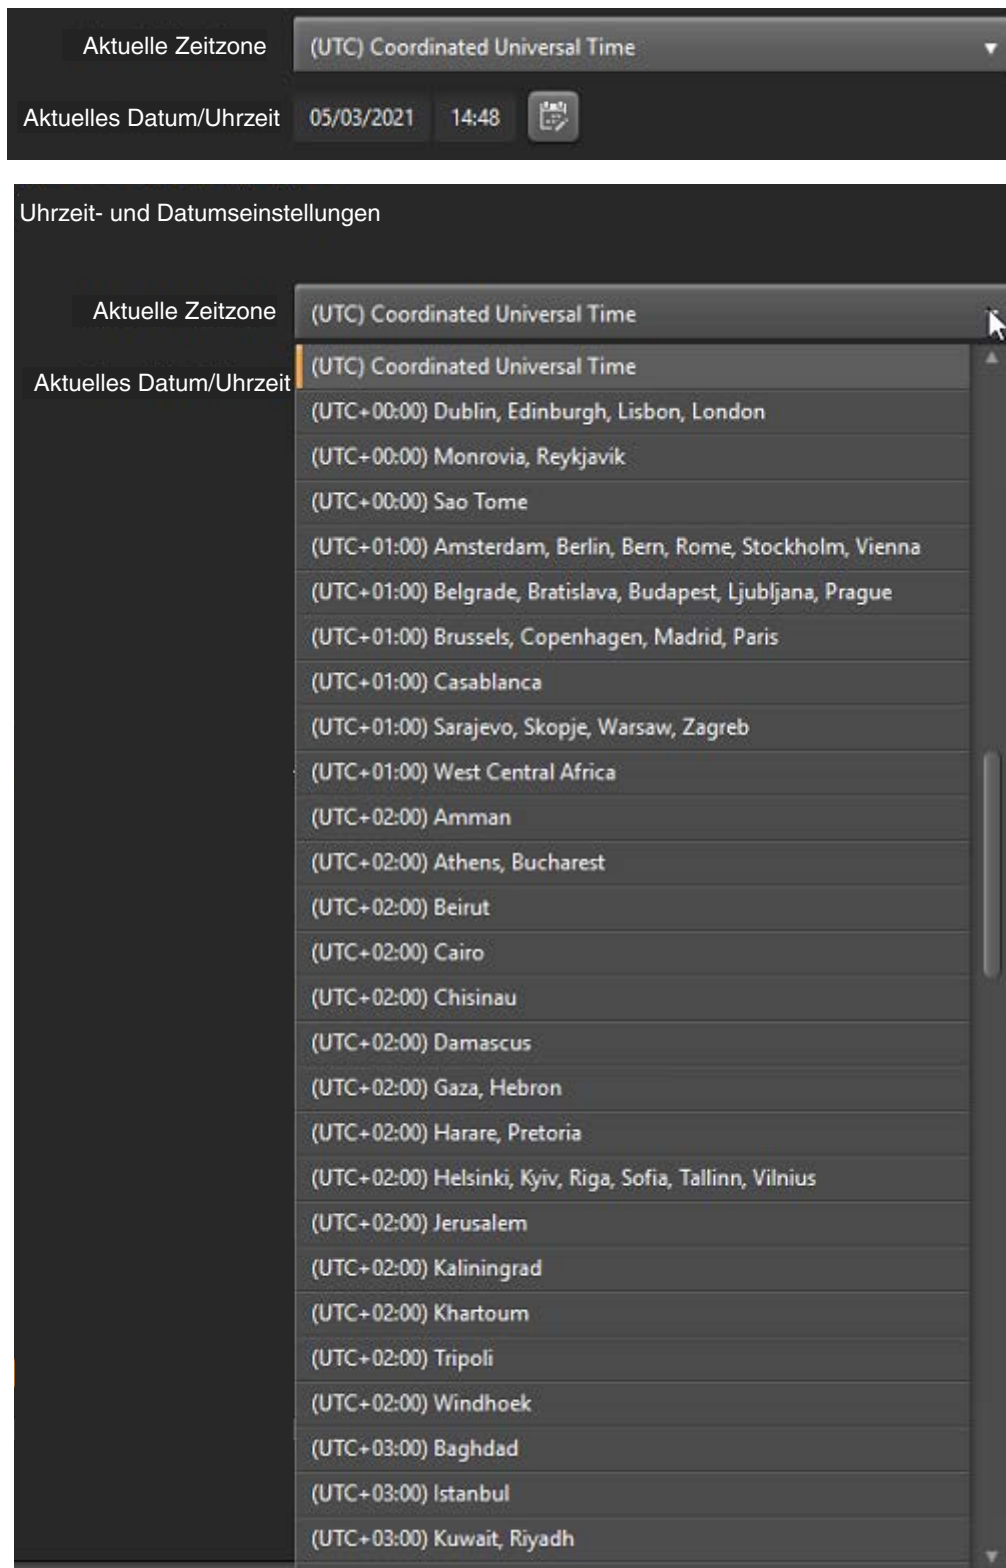 Aktuelle Zeitzone (UTC) Coordinated Universal Time
Aktuelles Datum/Uhrzeit 05/03/2021 14:48
Uhrzeit- und Datumseinstellungen
Aktuelle Zeitzone (UTC) Coordinated Universal Time
(UTC) Coordinated Universal Time
Aktuelles Datum/Uhrzeit
(UTC+00:00) Dublin, Edinburgh, Lisbon, London
(UTC+00:00) Monrovia, Reykjavik
(UTC+00:00) Sao Tome
(UTC+01:00) Amsterdam, Berlin, Bern, Rome, Stockholm, Vienna
(UTC+01:00) Belgrade, Bratislava, Budapest, Ljubljana, Prague
(UTC+01:00) Brussels, Copenhagen, Madrid, Paris
(UTC+01:00) Casablanca
(UTC+01:00) Sarajevo, Skopje, Warsaw, Zagreb
(UTC+01:00) West Central Africa
(UTC+02:00) Amman
(UTC+02:00) Athens, Bucharest
(UTC+02:00) Beirut
(UTC+02:00) Cairo
(UTC+02:00) Chisinau
(UTC+02:00) Damascus
(UTC+02:00) Gaza, Hebron
(UTC+02:00) Harare, Pretoria
(UTC+02:00) Helsinki, Kyiv, Riga, Sofia, Tallinn, Vilnius
(UTC+02:00) Jerusalem
(UTC+02:00) Kaliningrad
(UTC+02:00) Khartoum
(UTC+02:00) Tripoli
(UTC+02:00) Windhoek
(UTC+03:00) Baghdad
(UTC+03:00) Istanbul
(UTC+03:00) Kuwait, Riyadh